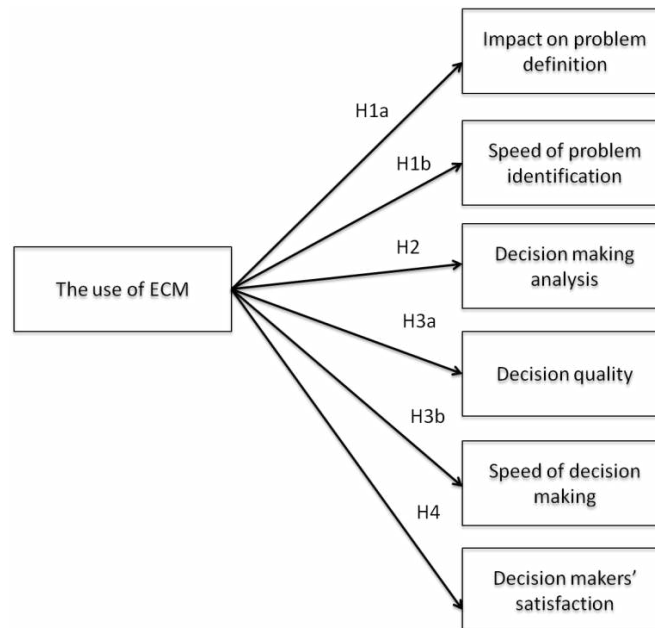 Impact on problem
definition
H1a
Speed of problem
identification
H1b
H2
Decision making
analysis
The use of ECM
H3a
Decision quality
H3b
Speed of decision
making
H4
Decision makers’
satisfaction